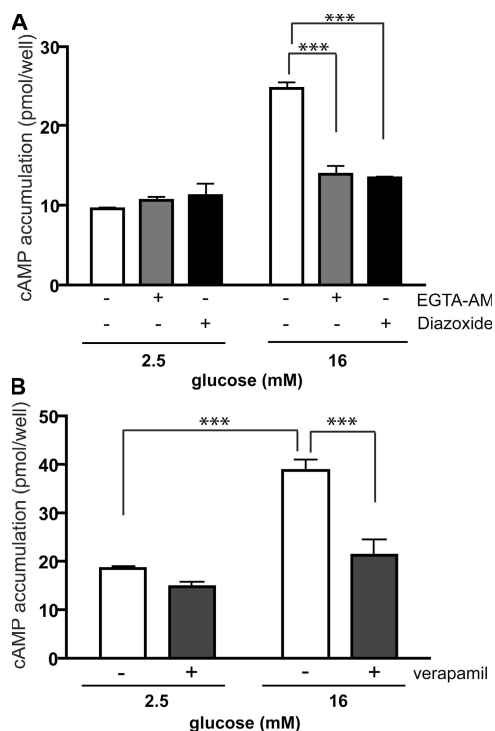 A
cAMP accumulation (pmol/well)
30
20
10
0
***
***
- + - - + - EGTA-AM
- - + - - + Diazoxide
2.5 16
glucose (mM)
B
cAMP accumulation (pmol/well)
50
40
30
20
10
0
*** ***
- + - + verapamil
2.5 16
glucose (mM)